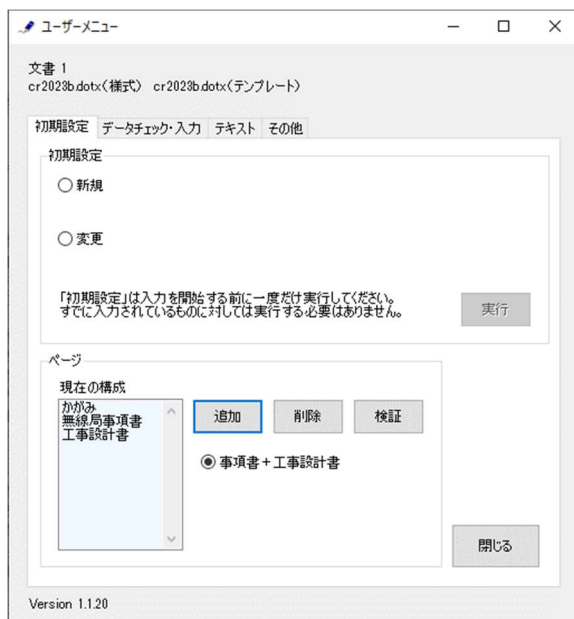 ユーザーメニュー
文書 1
cr2023b.dotx(様式) cr2023b.dotx(テンプレート)
初期設定 データチェック・入力 テキスト その他
初期設定
新規
変更
「初期設定」は入力を開始する前に一度だけ実行してください。
すでに入力されているものに対しては実行する必要はありません。
実行
ページ
現在の構成
かがみ
無線局事項書
工事設計書
追加 削除 検証
事項書+工事設計書
閉じる
Version 1.1.20